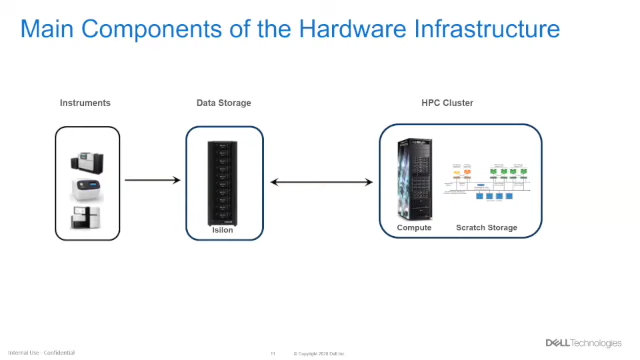 Main Components of the Hardware Infrastructure
Instruments
Data Storage
HPC Cluster
Isilon
Compute
Scratch Storage
Internal Use - Confidential
11
© Copyright 2020 Dell Inc.
DELLTechnologies